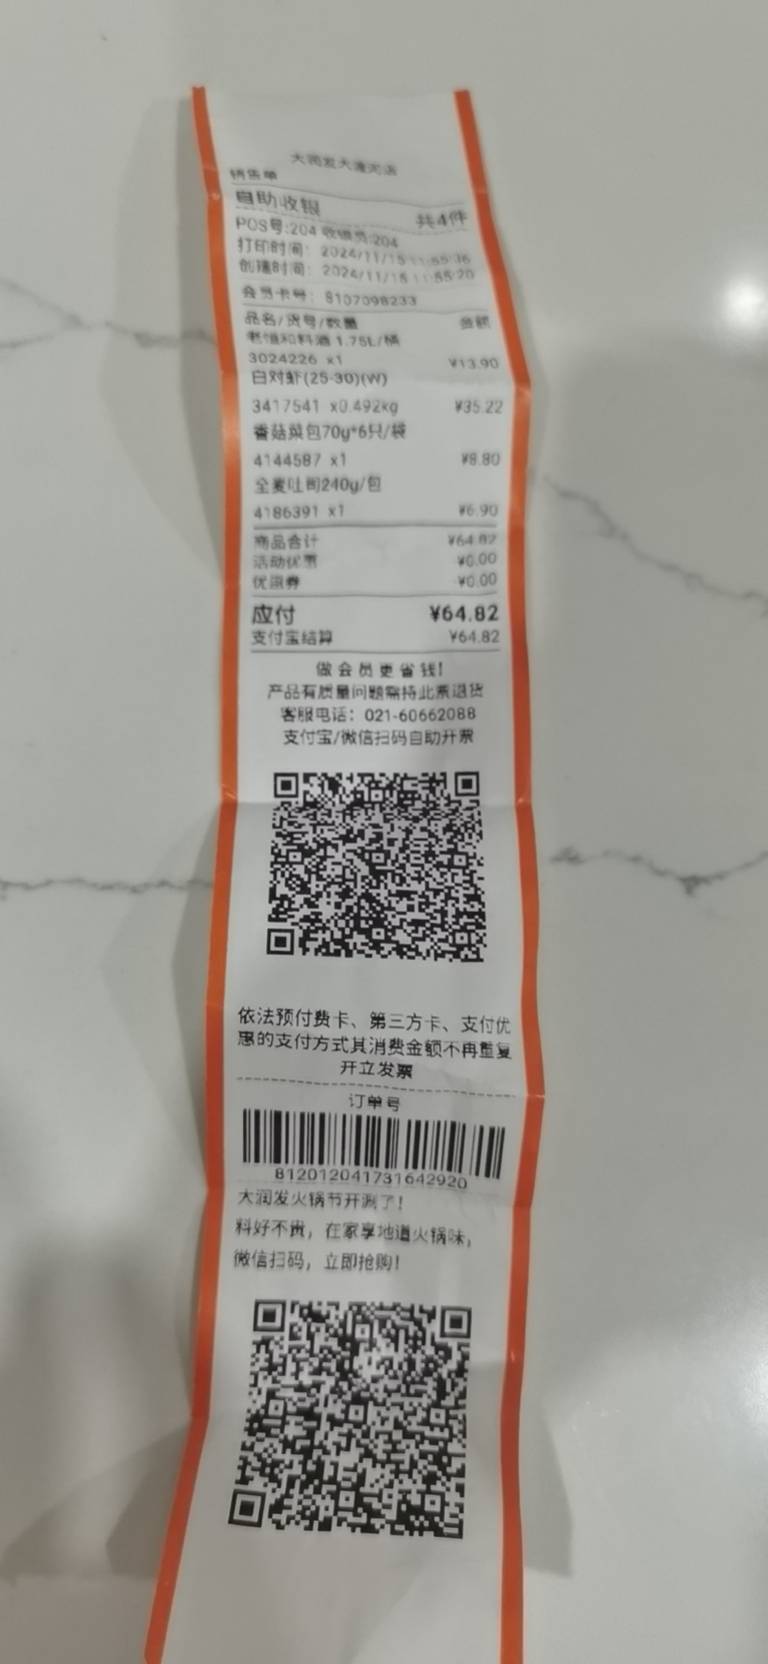 大润发大
销售单
自助收银 共4件
POS号:204 收银员:204
打印时间： 2024/11/15 11:55:36
创建时间： 2024/11/15 11:55:20
会员卡号： 8107098233
品名/货号/数量 金额
老恒和料酒 1.75L/桶
3024226 x1 ¥13.90
白对虾(25-30)(W)
3417541 x0.492kg ¥35.22
香菇菜包70g*6只/袋
4144587 x1 ¥8.80
全麦吐司240g/包
4186391 x1 ¥6.90
商品合计 ¥64.82
活动优惠 ¥0.00
优惠券 ¥0.00
应付 ¥64.82
支付宝结算 ¥64.82
做会员更省钱！
产品有质量问题需持此票退货
客服电话：021-60662088
支付宝/微信扫码自助开票
依法预付费卡、第三方卡、支付优
惠的支付方式其消费金额不再重复
开立发票
订单号
812012041731642920
大润发火锅节开涮了！
料好不贵，在家享地道火锅味，
微信扫码，立即抢购！